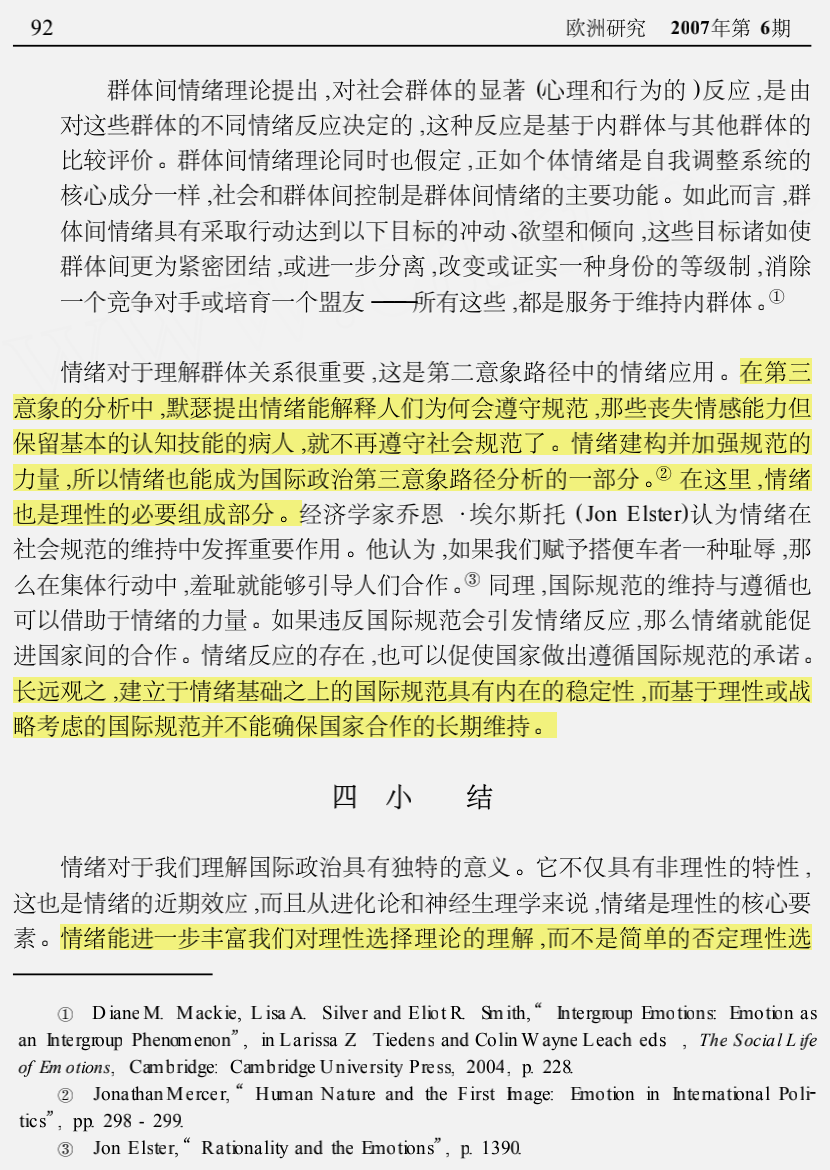 92 欧洲研究 2007年第 6期
群体间情绪理论提出,对社会群体的显著 (心理和行为的 )反应,是由
对这些群体的不同情绪反应决定的,这种反应是基于内群体与其他群体的
比较评价。群体间情绪理论同时也假定,正如个体情绪是自我调整系统的
核心成分一样,社会和群体间控制是群体间情绪的主要功能。如此而言,群
体间情绪具有采取行动达到以下目标的冲动、欲望和倾向,这些目标诸如使
群体间更为紧密团结,或进一步分离,改变或证实一种身份的等级制,消除
一个竞争对手或培育一个盟友——所有这些,都是服务于维持内群体。①
情绪对于理解群体关系很重要,这是第二意象路径中的情绪应用。在第三
意象的分析中,默瑟提出情绪能解释人们为何会遵守规范,那些丧失情感能力但
保留基本的认知技能的病人,就不再遵守社会规范了。情绪建构并加强规范的
力量,所以情绪也能成为国际政治第三意象路径分析的一部分。② 在这里,情绪
也是理性的必要组成部分。经济学家乔恩 ·埃尔斯托 (Jon Elster)认为情绪在
社会规范的维持中发挥重要作用。他认为,如果我们赋予搭便车者一种耻辱,那
么在集体行动中,羞耻就能够引导人们合作。③ 同理,国际规范的维持与遵循也
可以借助于情绪的力量。如果违反国际规范会引发情绪反应,那么情绪就能促
进国家间的合作。情绪反应的存在,也可以促使国家做出遵循国际规范的承诺。
长远观之,建立于情绪基础之上的国际规范具有内在的稳定性,而基于理性或战
略考虑的国际规范并不能确保国家合作的长期维持。
四 小 结
情绪对于我们理解国际政治具有独特的意义。它不仅具有非理性的特性,
这也是情绪的近期效应,而且从进化论和神经生理学来说,情绪是理性的核心要
素。情绪能进一步丰富我们对理性选择理论的理解,而不是简单的否定理性选
① Diane M. Mackie, Lisa A. Silver and Eliot R. Smith, “Intergroup Emotions: Emotion as
an Intergroup Phenomenon”, in Larissa Z Tiedens and Colin Wayne Leach eds , The Social Life
of Emotions, Cambridge: Cambridge University Press, 2004, p. 228.
② Jonathan Mercer, “Human Nature and the First Image: Emotion in International Poli-
tics”, pp. 298 - 299.
③ Jon Elster, “Rationality and the Emotions”, p. 1390.